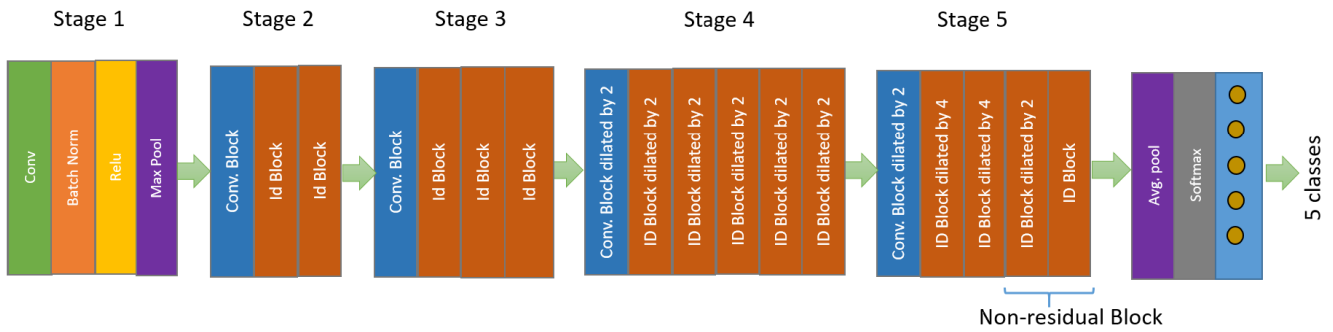 Stage 1
Stage 2
Stage 3
Stage 4
Stage 5
Conv
Batch Norm
Relu
Max Pool
Conv. Block
Id Block
Id Block
Conv. Block
Id Block
Id Block
Id Block
Conv. Block dilated by 2
ID Block dilated by 2
ID Block dilated by 2
ID Block dilated by 2
ID Block dilated by 2
ID Block dilated by 2
Conv. Block dilated by 2
ID Block dilated by 4
ID Block dilated by 4
ID Block dilated by 2
ID Block
Avg. pool
Softmax
5 classes
Non-residual Block